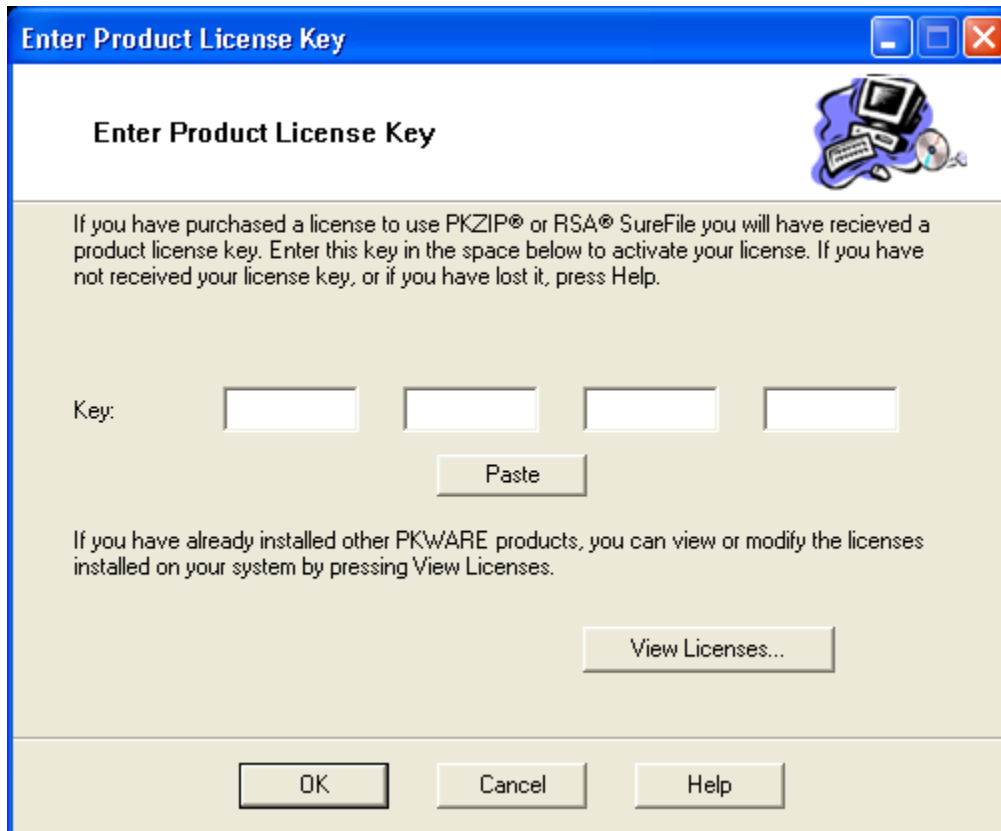 Enter Product License Key
Enter Product License Key
If you have purchased a license to use PKZIP® or RSA® SureFile you will have recieved a
product license key. Enter this key in the space below to activate your license. If you have
not received your license key, or if you have lost it, press Help.
Key:
Paste
If you have already installed other PKWARE products, you can view or modify the licenses
installed on your system by pressing View Licenses.
View Licenses...
OK Cancel Help